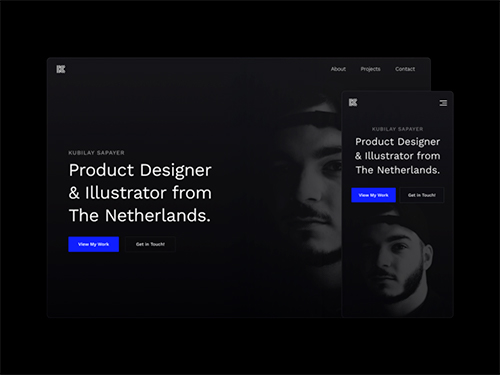 About Projects Contact
KUBILAY SAPAYER
Product Designer
& Illustrator from
The Netherlands.
View My Work Get in Touch!
KUBILAY SAPAYER
Product Designer
& Illustrator from
The Netherlands.
View My Work Get in Touch!